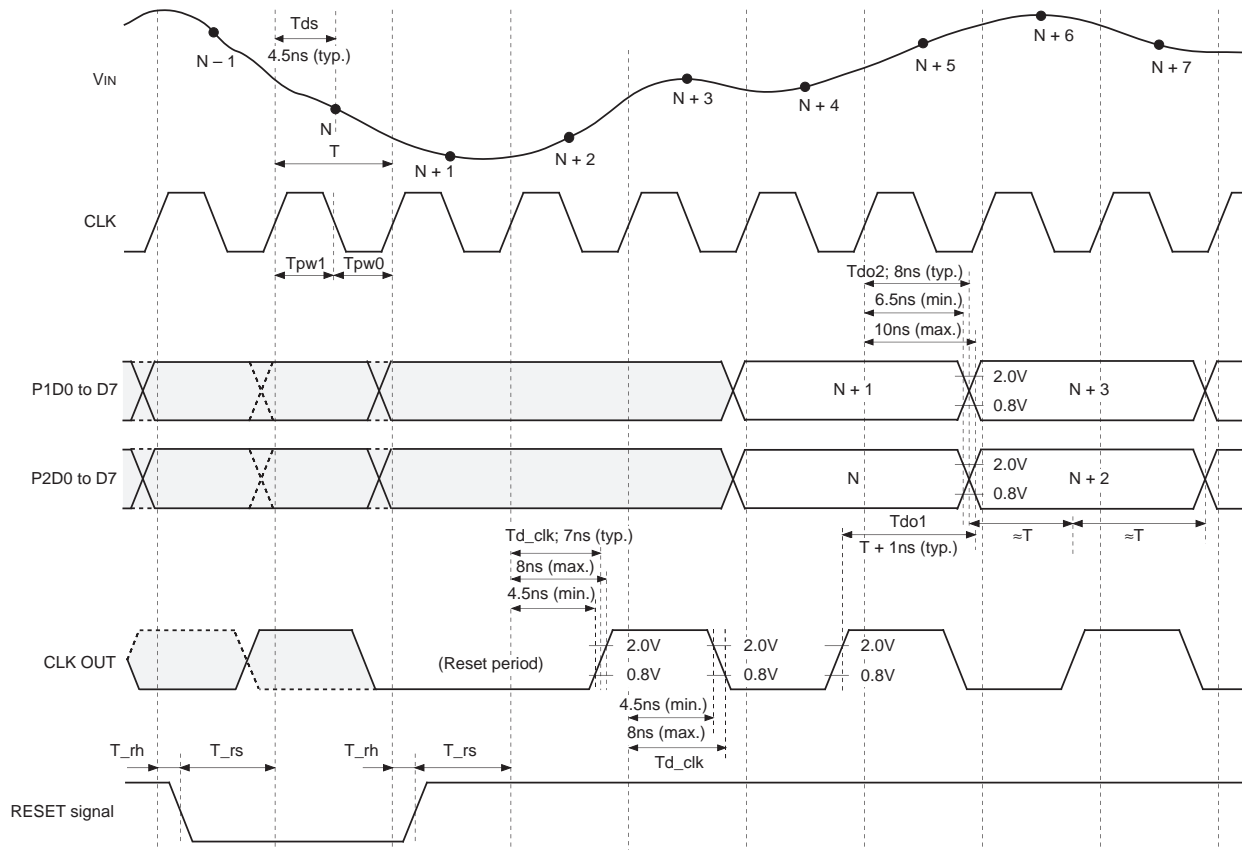 Tds
4.5ns (typ.)
N – 1
VIN
N
T
N + 1
N + 2
N + 3
N + 4
N + 5
N + 6
N + 7
CLK
Tpw1
Tpw0
Tdo2; 8ns (typ.)
6.5ns (min.)
10ns (max.)
P1D0 to D7
N + 1
2.0V
0.8V
N + 3
P2D0 to D7
N
2.0V
0.8V
N + 2
Tdo1
T + 1ns (typ.)
≈T
≈T
Td_clk; 7ns (typ.)
8ns (max.)
4.5ns (min.)
CLK OUT
(Reset period)
2.0V
0.8V
2.0V
0.8V
2.0V
0.8V
4.5ns (min.)
8ns (max.)
Td_clk
T_rh
T_rs
T_rh
T_rs
RESET signal